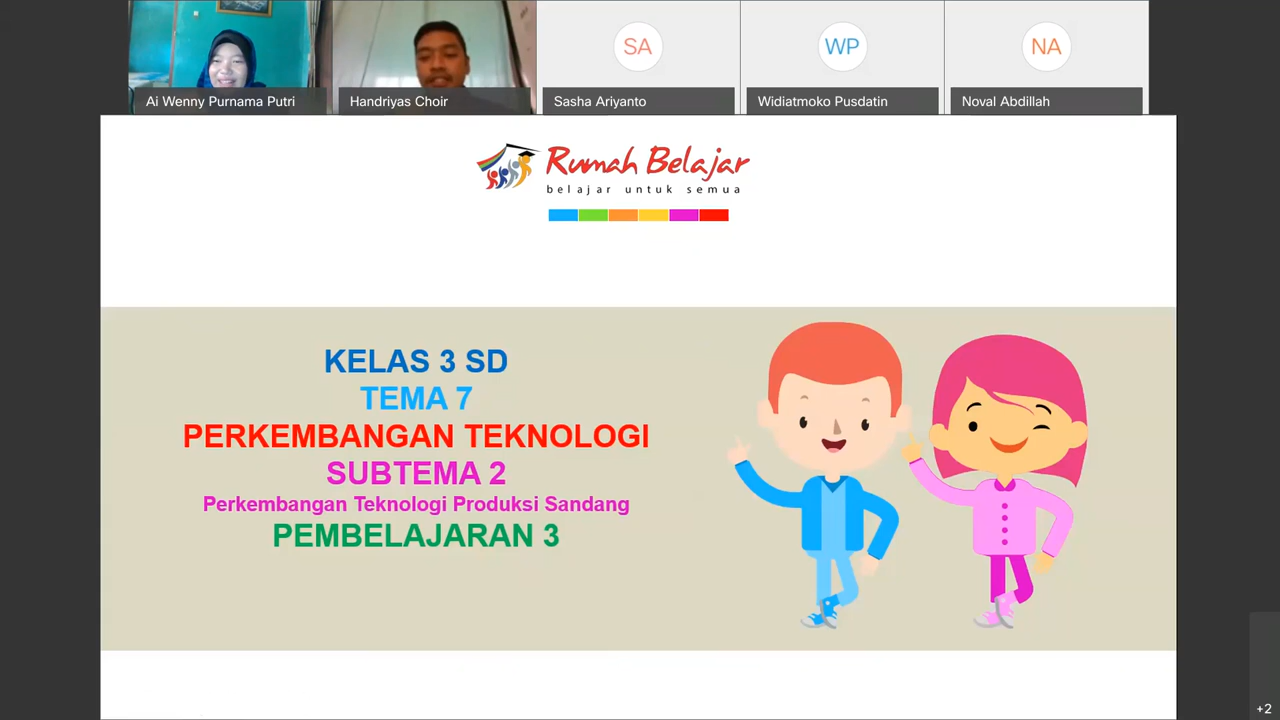 SA
WP
NA
Ai Wenny Purnama Putri
Handriyas Choir
Sasha Ariyanto
Widiatmoko Pusdatin
Noval Abdillah
Rumah Belajar
belajar untuk semua
KELAS 3 SD
TEMA 7
PERKEMBANGAN TEKNOLOGI
SUBTEMA 2
Perkembangan Teknologi Produksi Sandang
PEMBELAJARAN 3
+2